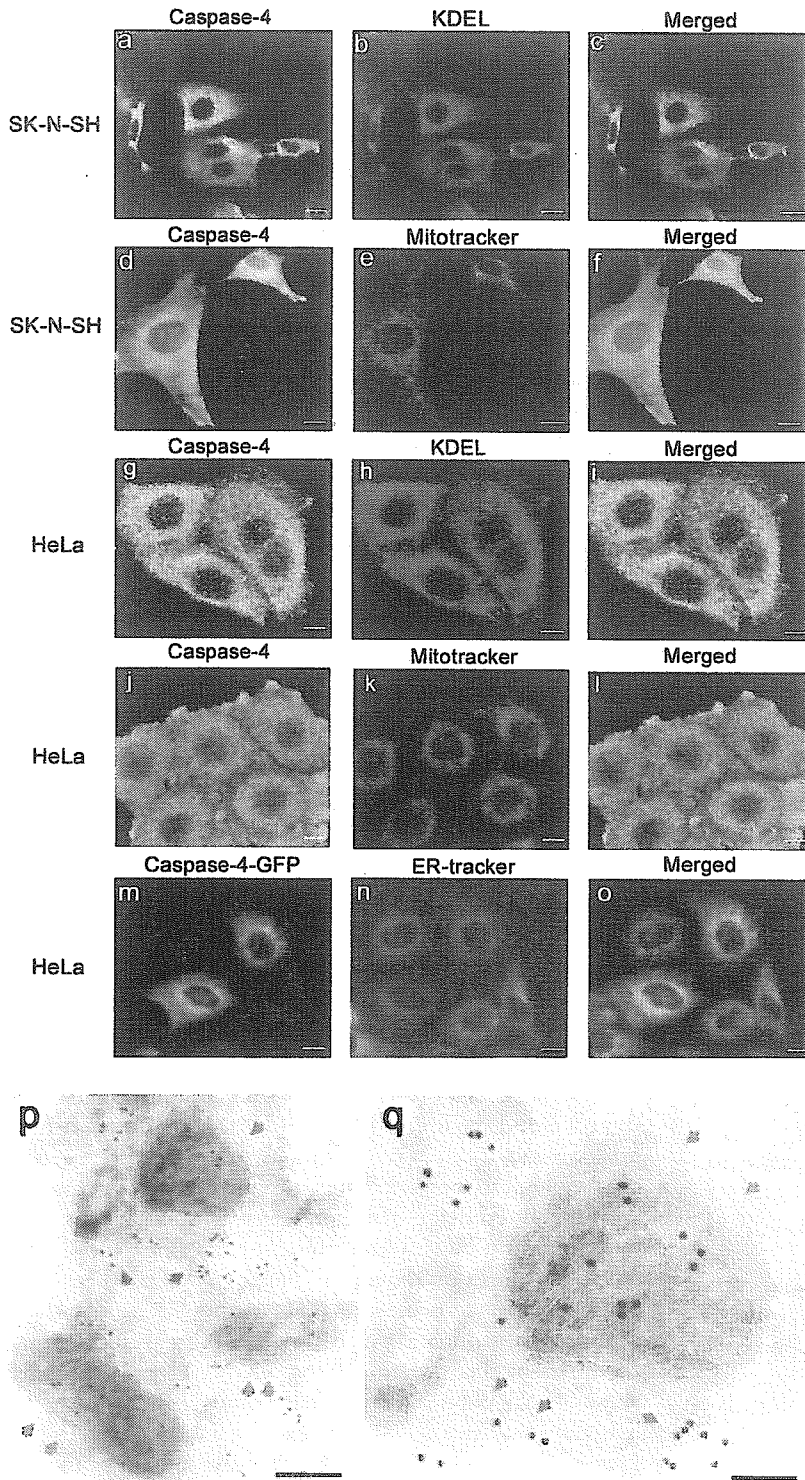 Caspase-4 KDEL Merged
SK-N-SH
a b c
Caspase-4 Mitotracker Merged
SK-N-SH
d e f
Caspase-4 KDEL Merged
HeLa
g h i
Caspase-4 Mitotracker Merged
HeLa
j k l
Caspase-4-GFP ER-tracker Merged
HeLa
m n o
p q